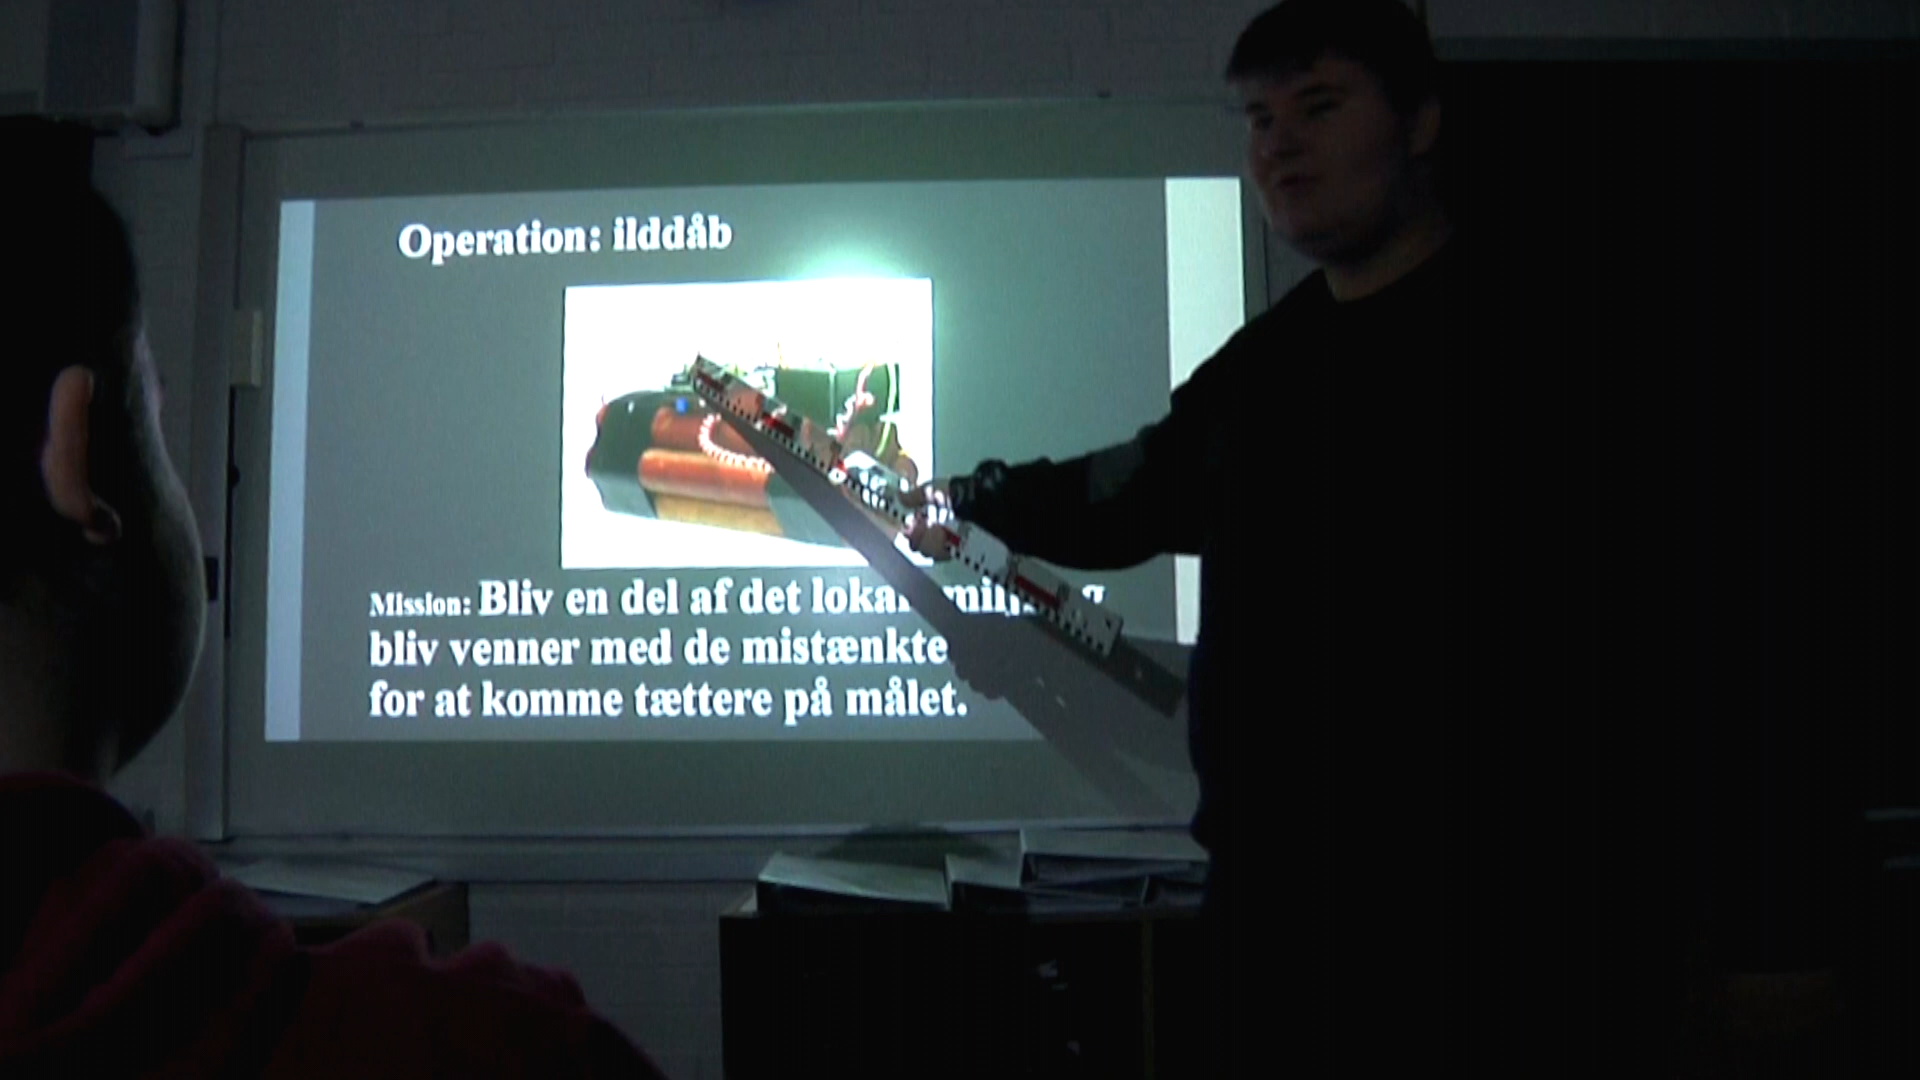 Operation: ilddåb
Mission: Bliv en del af det
bliv venner med de mistænkte
for at komme tættere på målet.